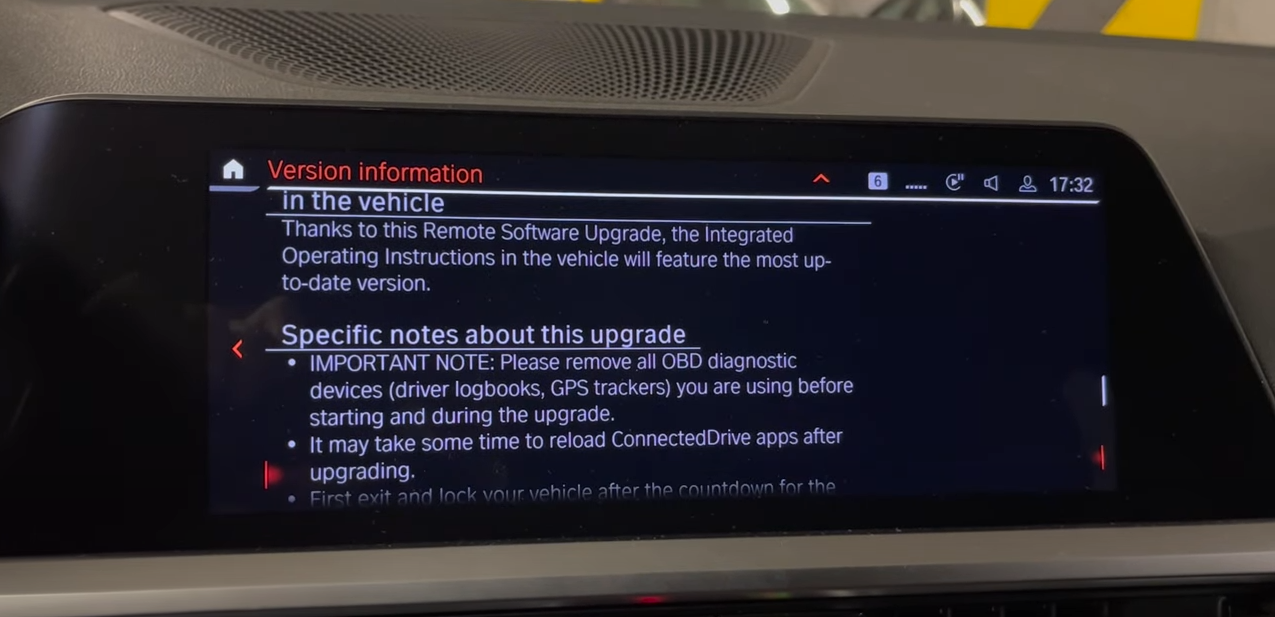 Version information
6
17:32
in the vehicle
Thanks to this Remote Software Upgrade, the Integrated
Operating Instructions in the vehicle will feature the most up-
to-date version.
Specific notes about this upgrade
• IMPORTANT NOTE: Please remove all OBD diagnostic
devices (driver logbooks, GPS trackers) you are using before
starting and during the upgrade.
• It may take some time to reload ConnectedDrive apps after
upgrading.
• First exit and lock your vehicle after the countdown for the